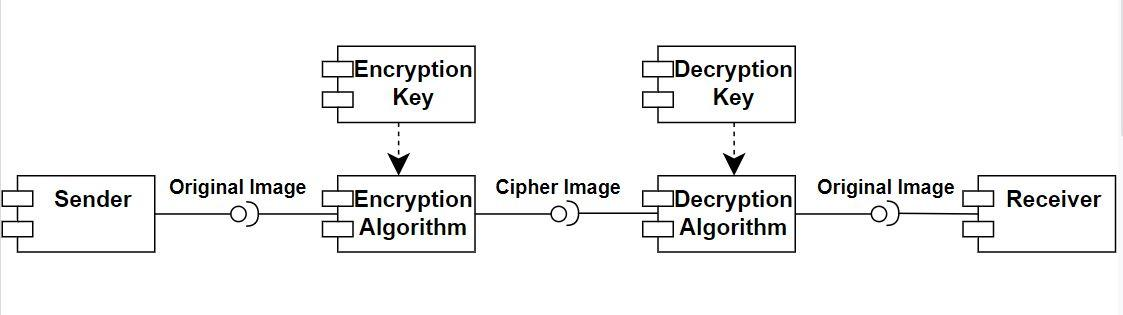 Encryption
Key
Decryption
Key
Sender
Original Image
Encryption
Algorithm
Cipher Image
Decryption
Algorithm
Original Image
Receiver